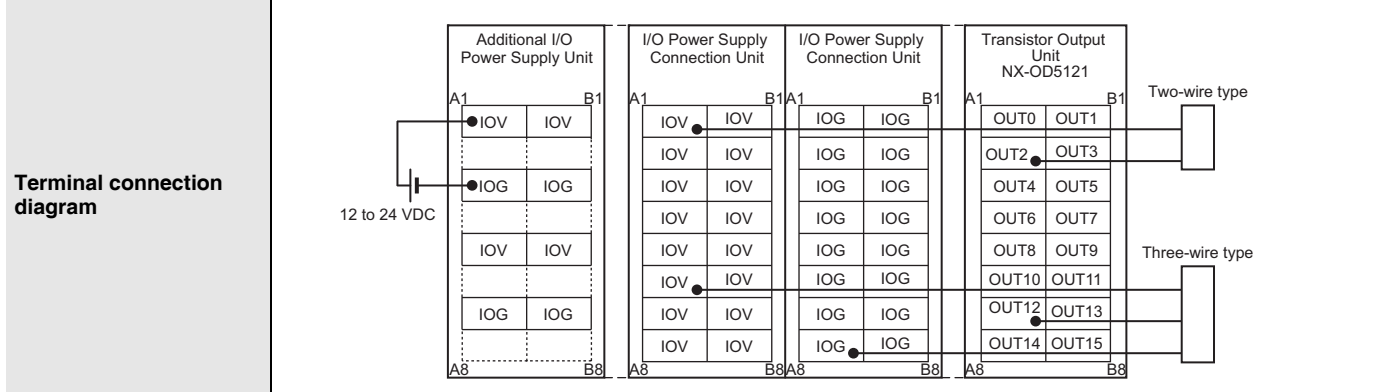 Terminal connection
diagram
Additional I/O
Power Supply Unit
I/O Power Supply
Connection Unit
I/O Power Supply
Connection Unit
Transistor Output
Unit
NX-OD5121
Two-wire type
A1 B1 A1 B1 A1 B1 A1 B1
IOV IOV IOV IOV IOG IOG OUT0 OUT1
IOV IOV IOG IOG OUT2 OUT3
IOG IOG IOV IOV IOG IOG OUT4 OUT5
12 to 24 VDC
IOV IOV IOG IOG OUT6 OUT7
IOV IOV IOV IOV IOG IOG OUT8 OUT9
Three-wire type
IOV IOV IOG IOG OUT10 OUT11
IOG IOG IOV IOV IOG IOG OUT12 OUT13
IOV IOV IOG IOG OUT14 OUT15
A8 B8 A8 B8 A8 B8 A8 B8